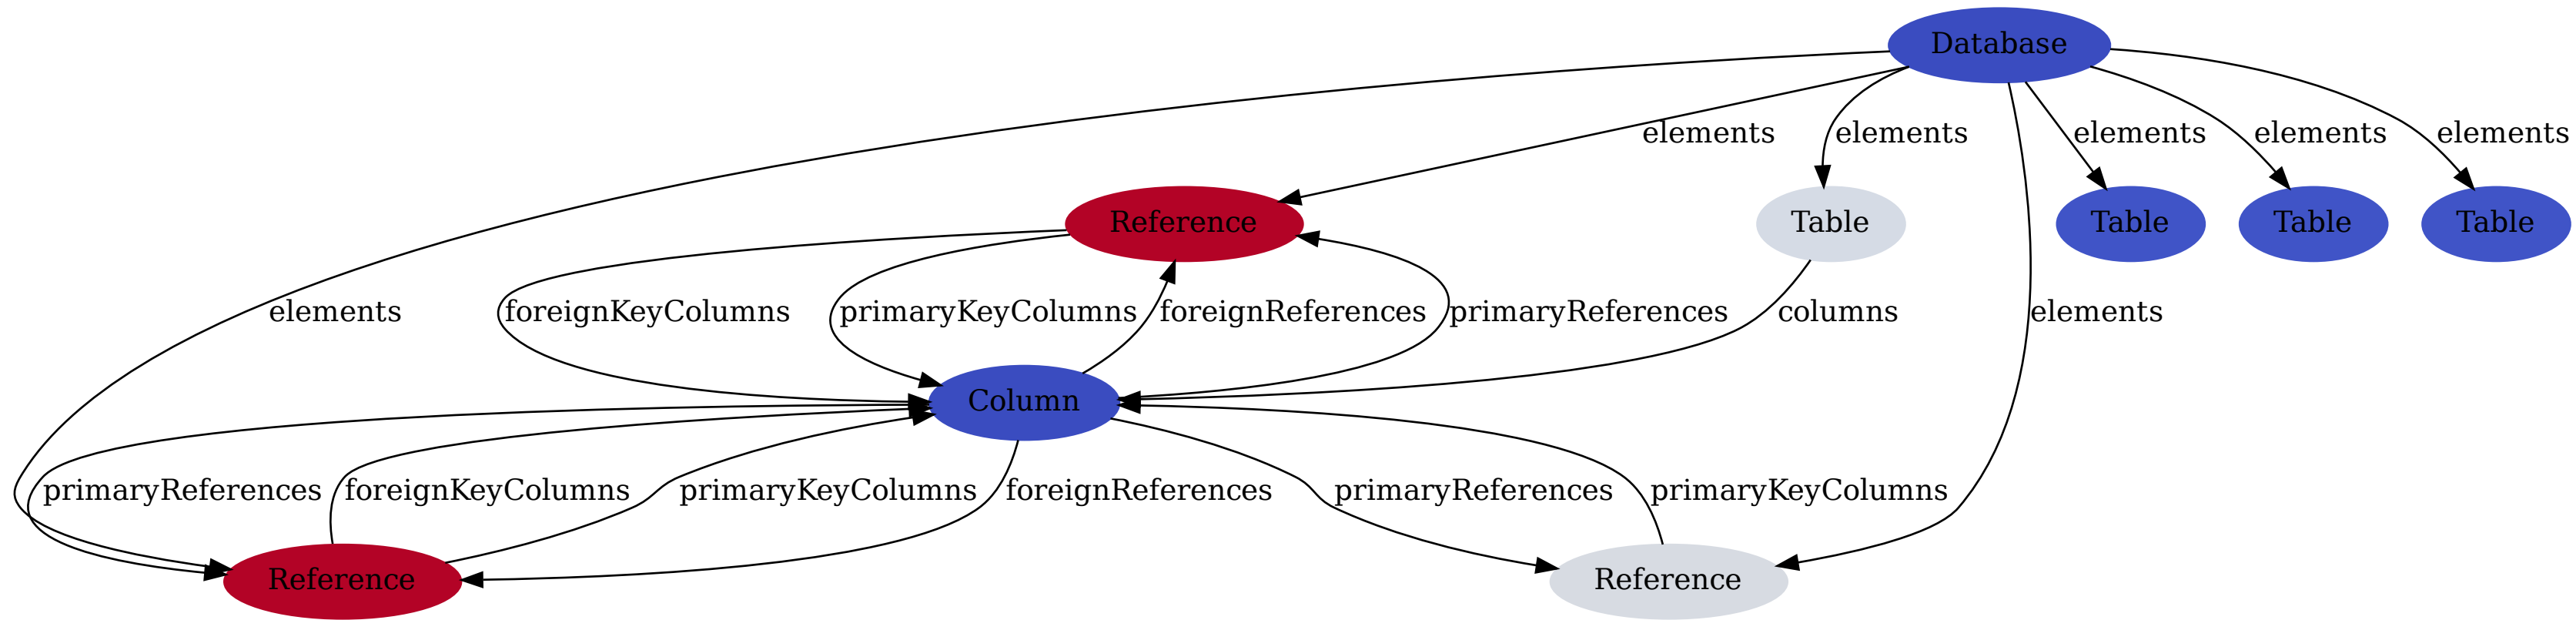 Database
elements
elements
elements
elements
elements
Reference
Table
Table
Table
Table
elements
foreignKeyColumns
primaryKeyColumns
foreignReferences
primaryReferences
columns
elements
Column
primaryReferences
foreignKeyColumns
primaryKeyColumns
foreignReferences
primaryReferences
primaryKeyColumns
Reference
Reference